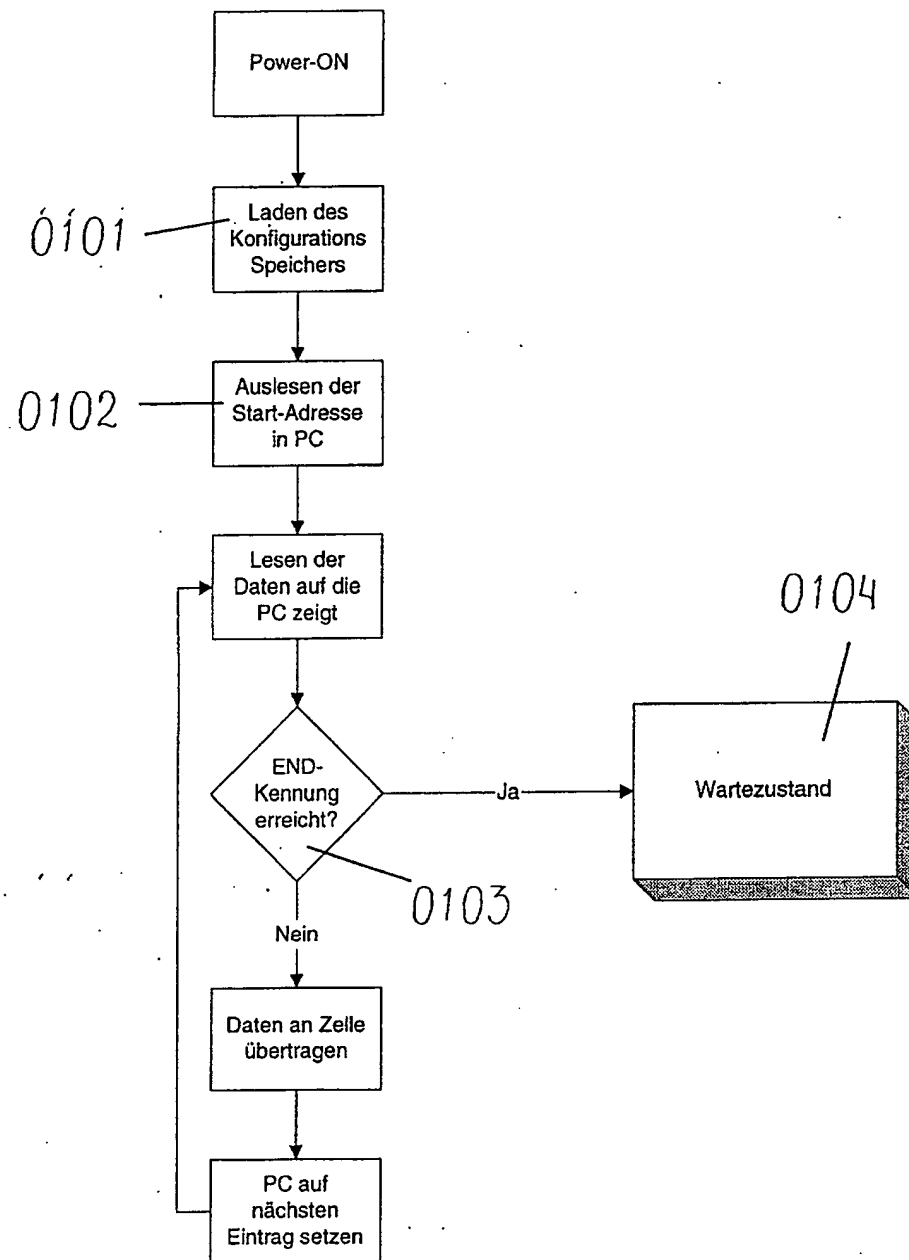 Power-ON
0101
Laden des
Konfigurations
Speichers
0102
Auslesen der
Start-Adresse
in PC
Lesen der
Daten auf die
PC zeigt
0104
END-
Kennung
erreicht?
Ja
Wartezustand
0103
Nein
Daten an Zelle
übertragen
PC auf
nächsten
Eintrag setzen